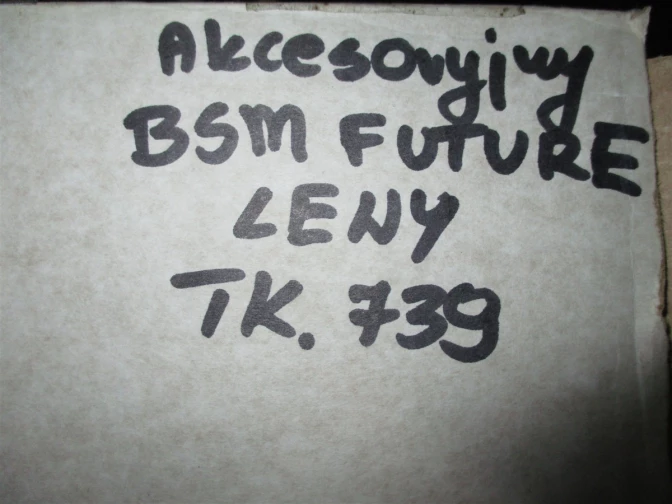 Akcesoryjny
BSM FUTURE
LENY
TK. 739